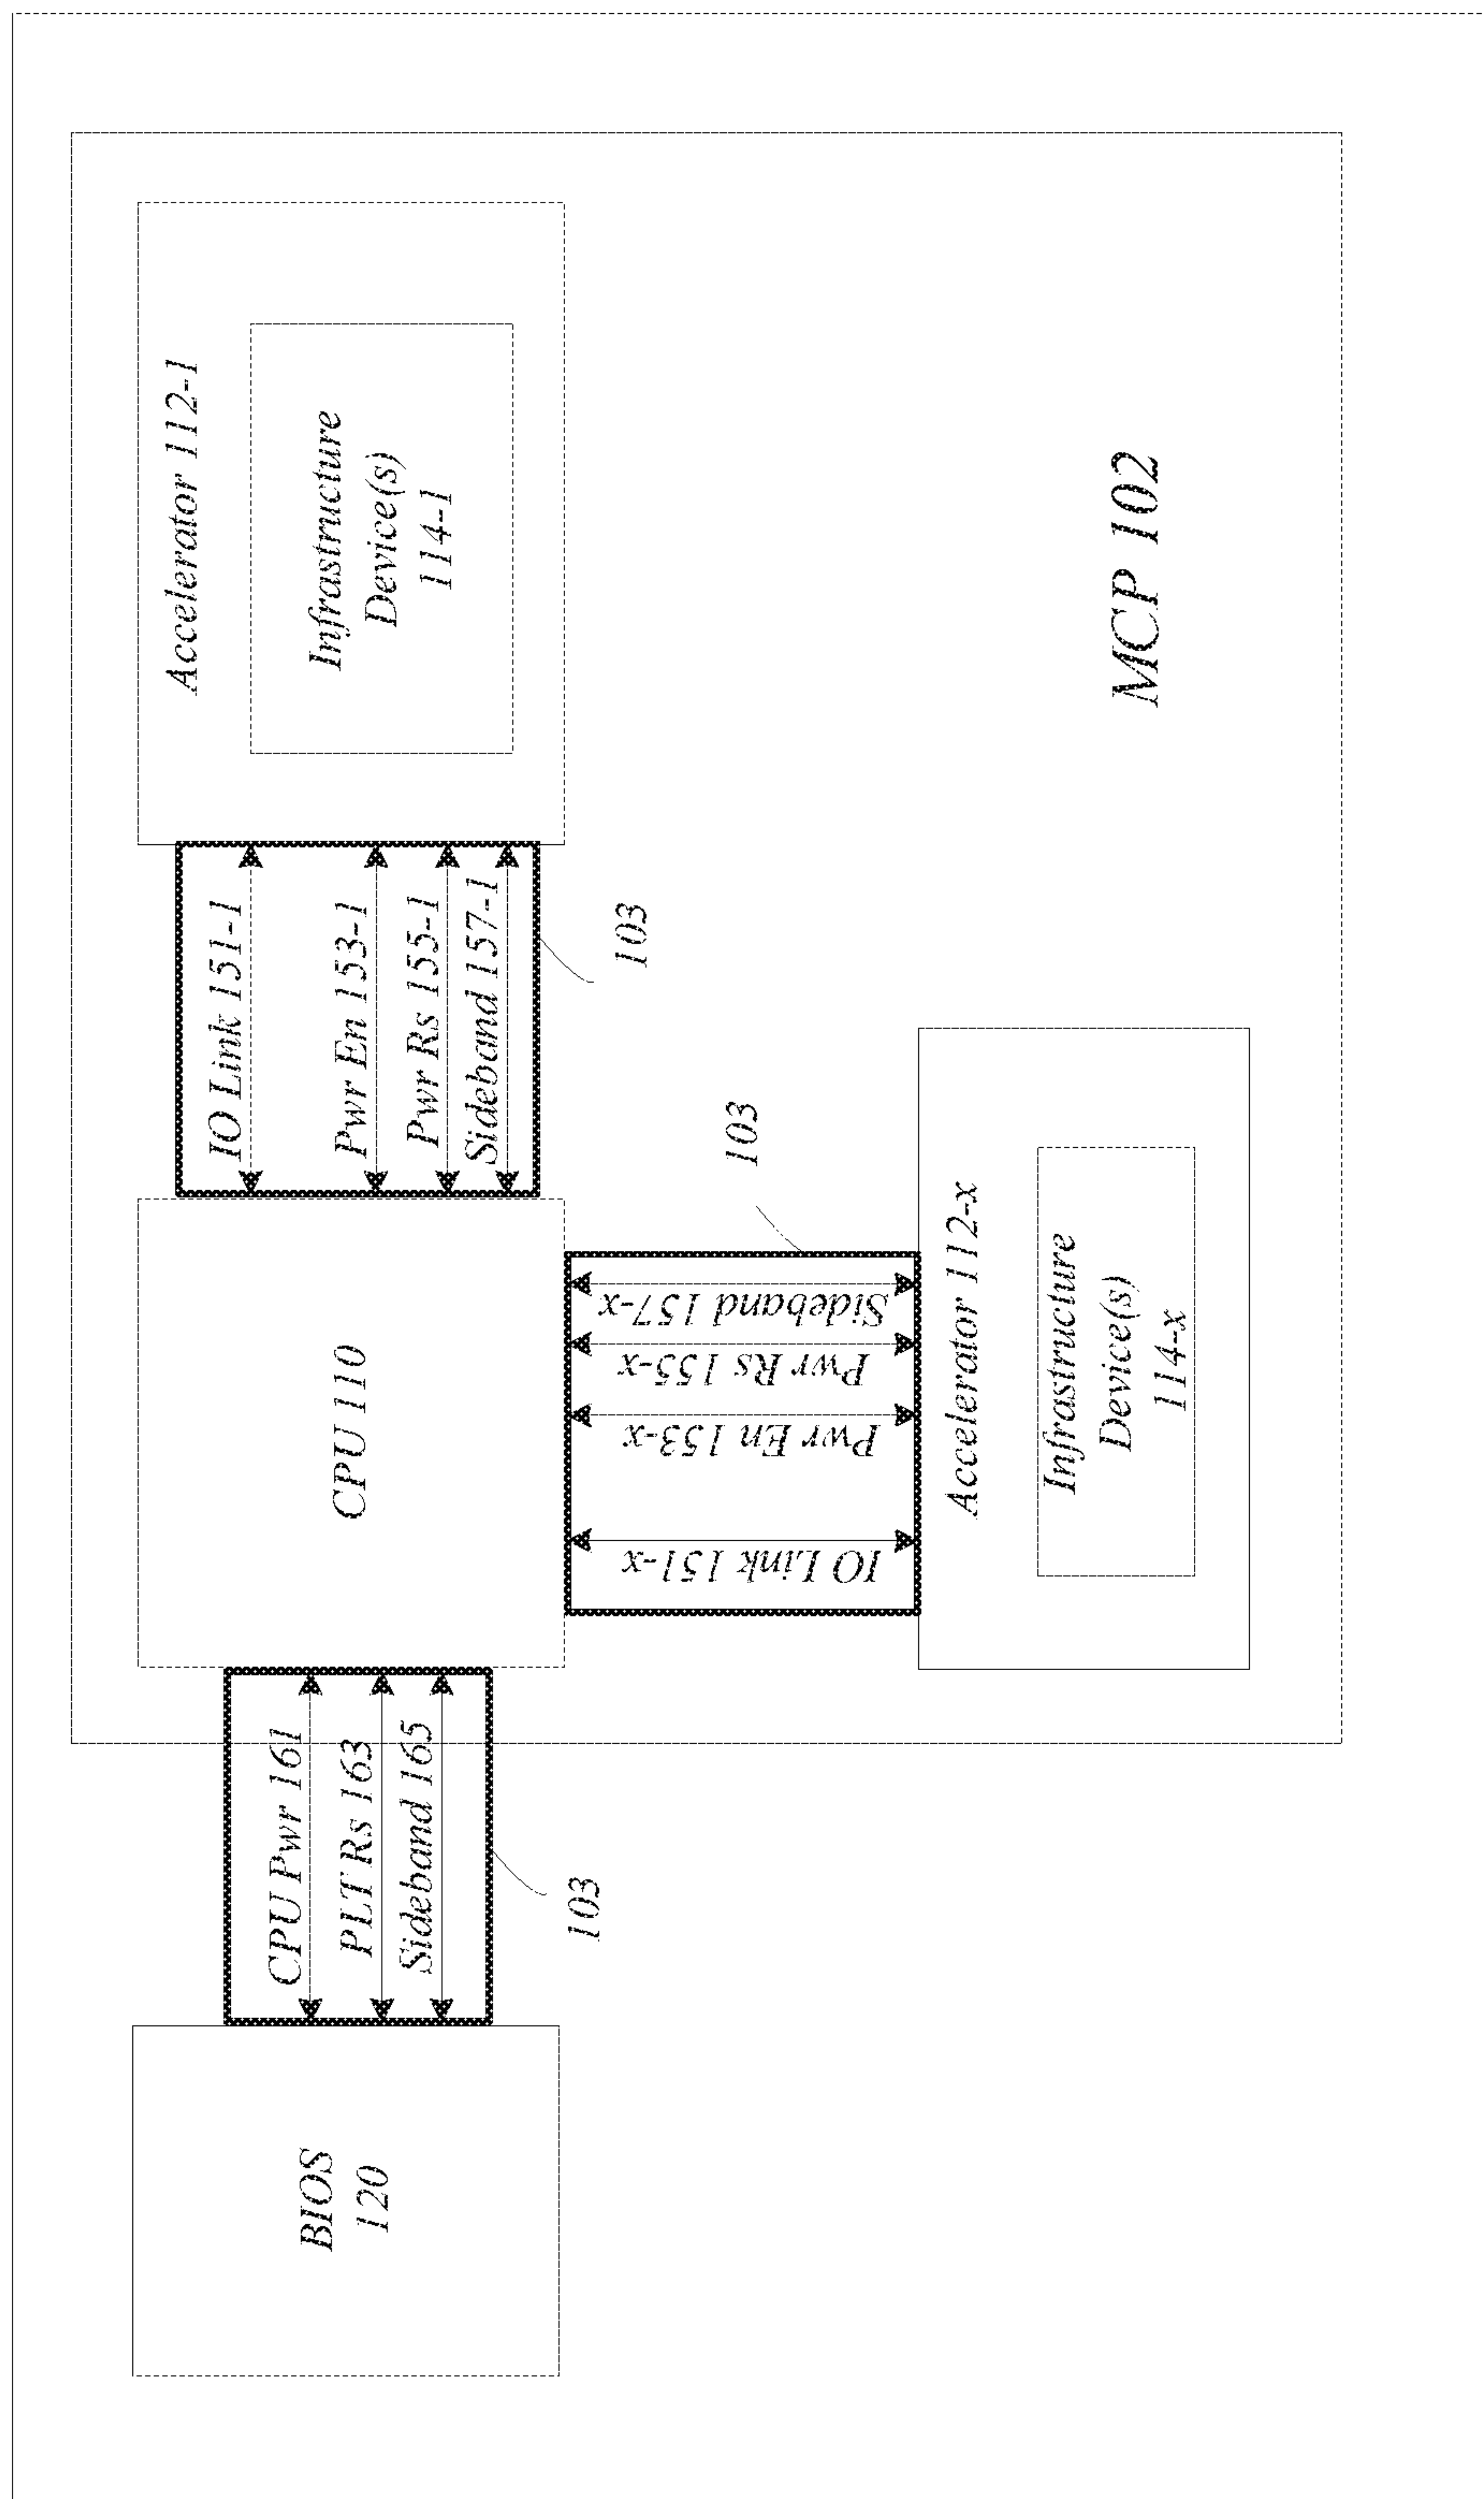 BIOS
120
CPU Pwr 161
PLT Rs 163
Sideband 165
103
CPU 110
IO Link 151-1
Pwr En 153-1
Pwr Rs 155-1
Sideband 157-1
103
Accelerator 112-1
Infrastructure
Device(s)
114-1
IO Link 151-x
Pwr En 153-x
Pwr Rs 155-x
Sideband 157-x
103
Accelerator 112-x
Infrastructure
Device(s)
114-x
MCP 102